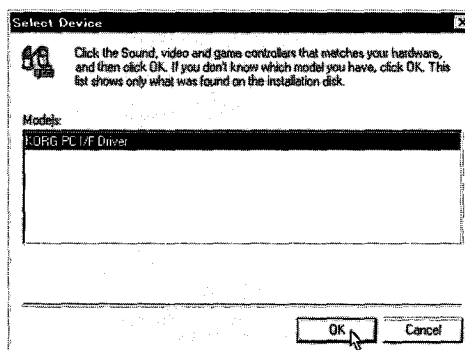 Select Device
Click the Sound, video and game controllers that matches your hardware,
and then click OK. If you don't know which model you have, click OK. This
list shows only what was found on the installation disk.
Models:
KORG PC I/F Driver
OK
Cancel